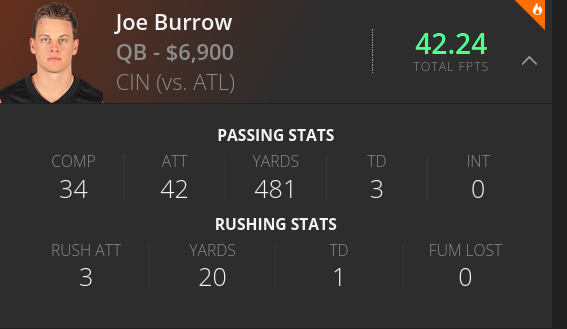 Joe Burrow
QB - $6,900
CIN (vs. ATL)
42.24
TOTAL FPTS
PASSING STATS
COMP ATT YARDS TD INT
34 42 481 3 0
RUSHING STATS
RUSH ATT YARDS TD FUM LOST
3 20 1 0